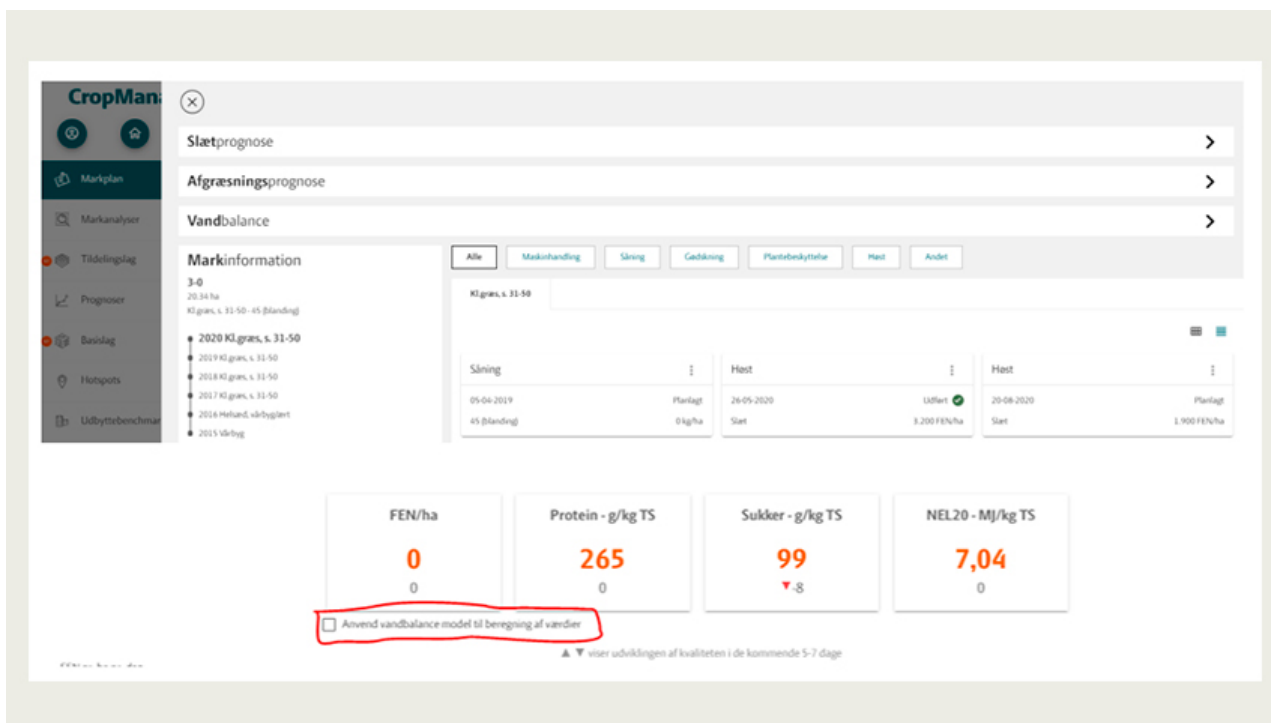 CropMana
Slætprognose
Markplan
Afgræsningsprognose
Markanalyser
Vandbalance
Tildelingslag
Markinformation
Alle Maskinhandling Såning Gødskning Plantebeskyttelse Høst Andet
3-0
20.34 ha
Kl.græs, s. 31-50 - 45 (blanding)
Kl.græs, s. 31-50
Prognoser
Basislag
2020 Kl.græs, s. 31-50
2019 Kl.græs, s. 31-50
2018 Kl.græs, s. 31-50
2017 Kl.græs, s. 31-50
2016 Helsæd, vårbyg/ært
2015 Vårbyg
Hotspots
Udbyttebenchmar
Såning
05-04-2019 Planlagt
45 (blanding) 0 kg/ha
Høst
26-05-2020 Udført
Slæt 3.200 FEN/ha
Høst
20-08-2020 Planlagt
Slæt 1.900 FEN/ha
FEN/ha
0
0
Protein - g/kg TS
265
0
Sukker - g/kg TS
99
▼-8
NEL20 - MJ/kg TS
7,04
0
Anvend vandbalance model til beregning af værdier
▲ ▼ viser udviklingen af kvaliteten i de kommende 5-7 dage